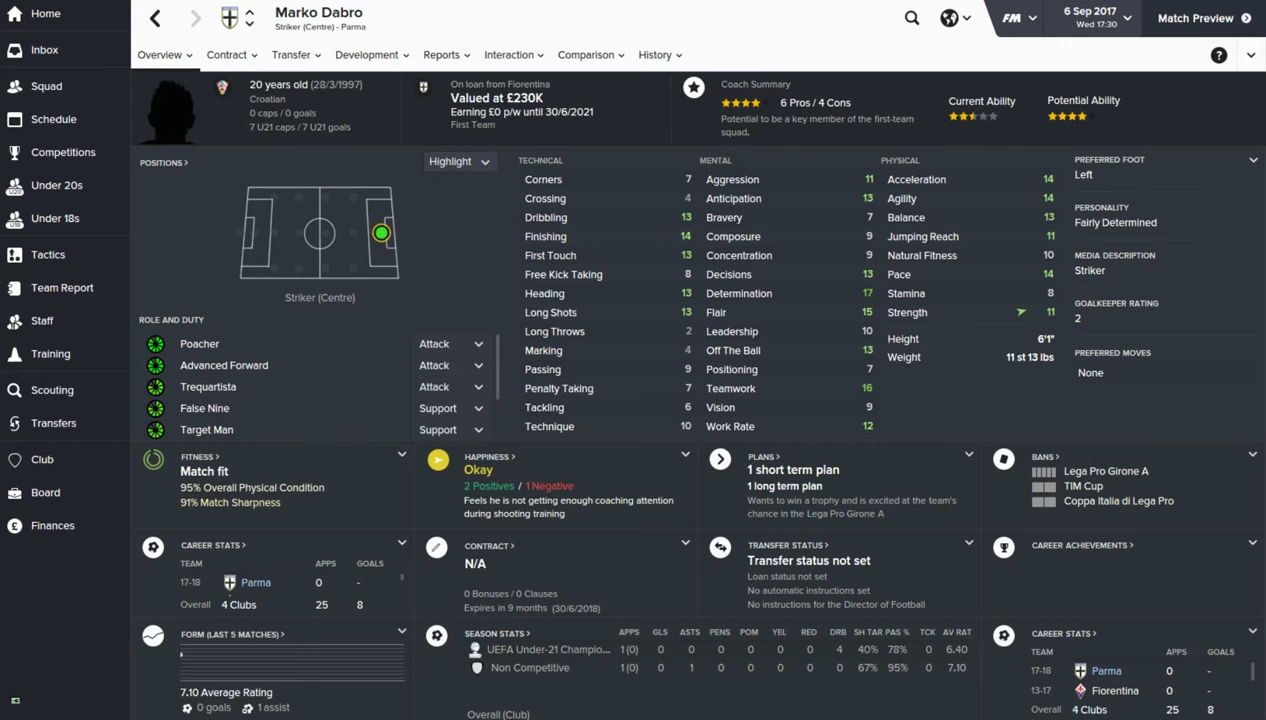 Home
Inbox
Squad
Schedule
Competitions
Under 20s
Under 18s
Tactics
Team Report
Staff
Training
Scouting
Transfers
Club
Board
Finances
Marko Dabro
Striker (Centre) - Parma
FM
6 Sep 2017
Wed 17:30
Match Preview
Overview
Contract
Transfer
Development
Reports
Interaction
Comparison
History
?
20 years old (28/3/1997)
Croatian
0 caps / 0 goals
7 U21 caps / 7 U21 goals
On loan from Fiorentina
Valued at £230K
Earning £0 p/w until 30/6/2021
First Team
Coach Summary
6 Pros / 4 Cons
Potential to be a key member of the first-team
squad.
Current Ability
Potential Ability
POSITIONS >
Highlight
Striker (Centre)
ROLE AND DUTY
Poacher Attack
Advanced Forward Attack
Trequartista Attack
False Nine Support
Target Man Support
TECHNICAL
Corners 7
Crossing 4
Dribbling 13
Finishing 14
First Touch 13
Free Kick Taking 8
Heading 13
Long Shots 13
Long Throws 2
Marking 4
Passing 9
Penalty Taking 7
Tackling 6
Technique 10
MENTAL
Aggression 11
Anticipation 13
Bravery 7
Composure 9
Concentration 9
Decisions 13
Determination 17
Flair 15
Leadership 10
Off The Ball 13
Positioning 7
Teamwork 16
Vision 9
Work Rate 12
PHYSICAL
Acceleration 14
Agility 14
Balance 13
Jumping Reach 11
Natural Fitness 10
Pace 14
Stamina 8
Strength 11
Height 6'1"
Weight 11 st 13 lbs
PREFERRED FOOT
Left
PERSONALITY
Fairly Determined
MEDIA DESCRIPTION
Striker
GOALKEEPER RATING
2
PREFERRED MOVES
None
FITNESS >
Match fit
95% Overall Physical Condition
91% Match Sharpness
HAPPINESS >
Okay
2 Positives / 1 Negative
Feels he is not getting enough coaching attention
during shooting training
PLANS >
1 short term plan
1 long term plan
Wants to win a trophy and is excited at the team's
chance in the Lega Pro Girone A
BANS >
Lega Pro Girone A
TIM Cup
Coppa Italia di Lega Pro
CAREER STATS >
TEAM APPS GOALS
17-18 Parma 0 -
Overall 4 Clubs 25 8
CONTRACT >
N/A
0 Bonuses / 0 Clauses
Expires in 9 months (30/6/2018)
TRANSFER STATUS >
Transfer status not set
Loan status not set
No automatic instructions set
No instructions for the Director of Football
CAREER ACHIEVEMENTS >
FORM (LAST 5 MATCHES) >
7.10 Average Rating
0 goals 1 assist
SEASON STATS > APPS GLS ASTS PENS POM YEL RED DRB SH TAR PAS % TCK AV RAT
UEFA Under-21 Champio... 1(0) 0 0 0 0 0 0 4 40% 78% 0 6.40
Non Competitive 1(0) 0 1 0 0 0 0 0 67% 95% 0 7.10
Overall (Club)
CAREER STATS >
TEAM APPS GOALS
17-18 Parma 0 -
13-17 Fiorentina 0 -
Overall 4 Clubs 25 8